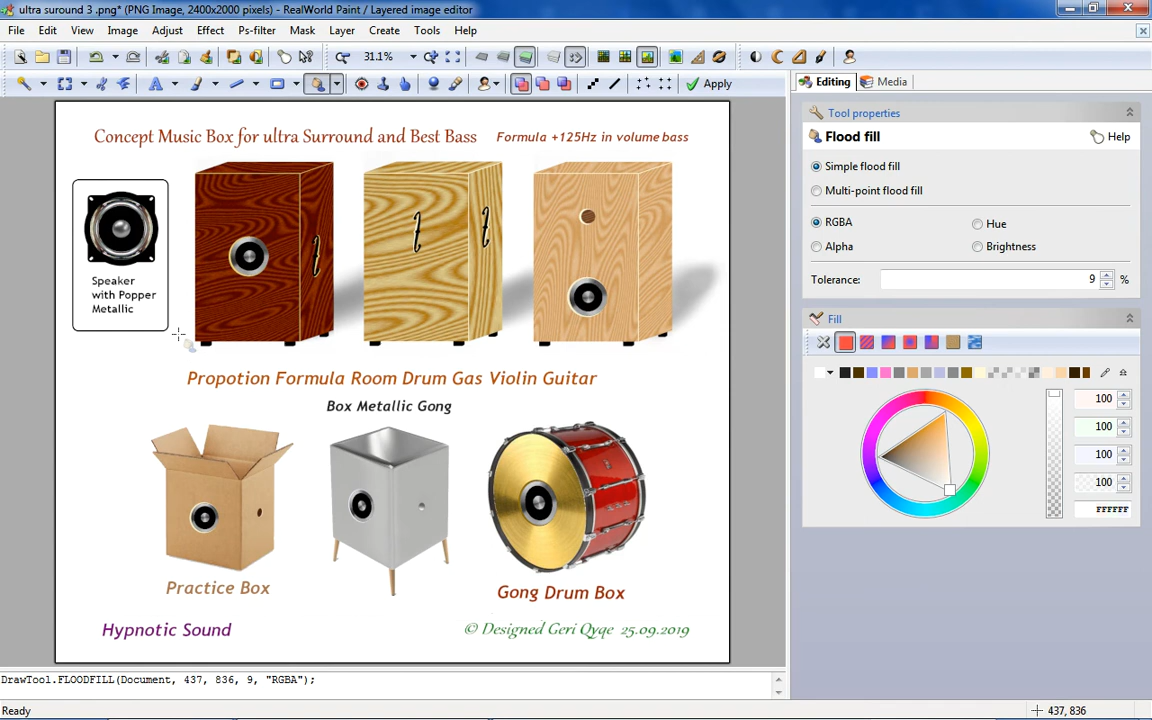 ultra suround 3 .png* (PNG Image, 2400x2000 pixels) - RealWorld Paint / Layered image editor
File Edit View Image Adjust Effect Ps-filter Mask Layer Create Tools Help
31.1%
A Apply
Editing Media
Tool properties
Flood fill Help
Simple flood fill
Multi-point flood fill
RGBA Hue
Alpha Brightness
Tolerance: 9 %
Fill
100
100
100
100
FFFFFF
Concept Music Box for ultra Surround and Best Bass Formula +125Hz in volume bass
Speaker
with Popper
Metallic
Propotion Formula Room Drum Gas Violin Guitar
Box Metallic Gong
Practice Box
Gong Drum Box
Hypnotic Sound
© Designed Geri Qyqe 25.09.2019
DrawTool.FLOODFILL(Document, 437, 836, 9, "RGBA");
Ready 437, 836